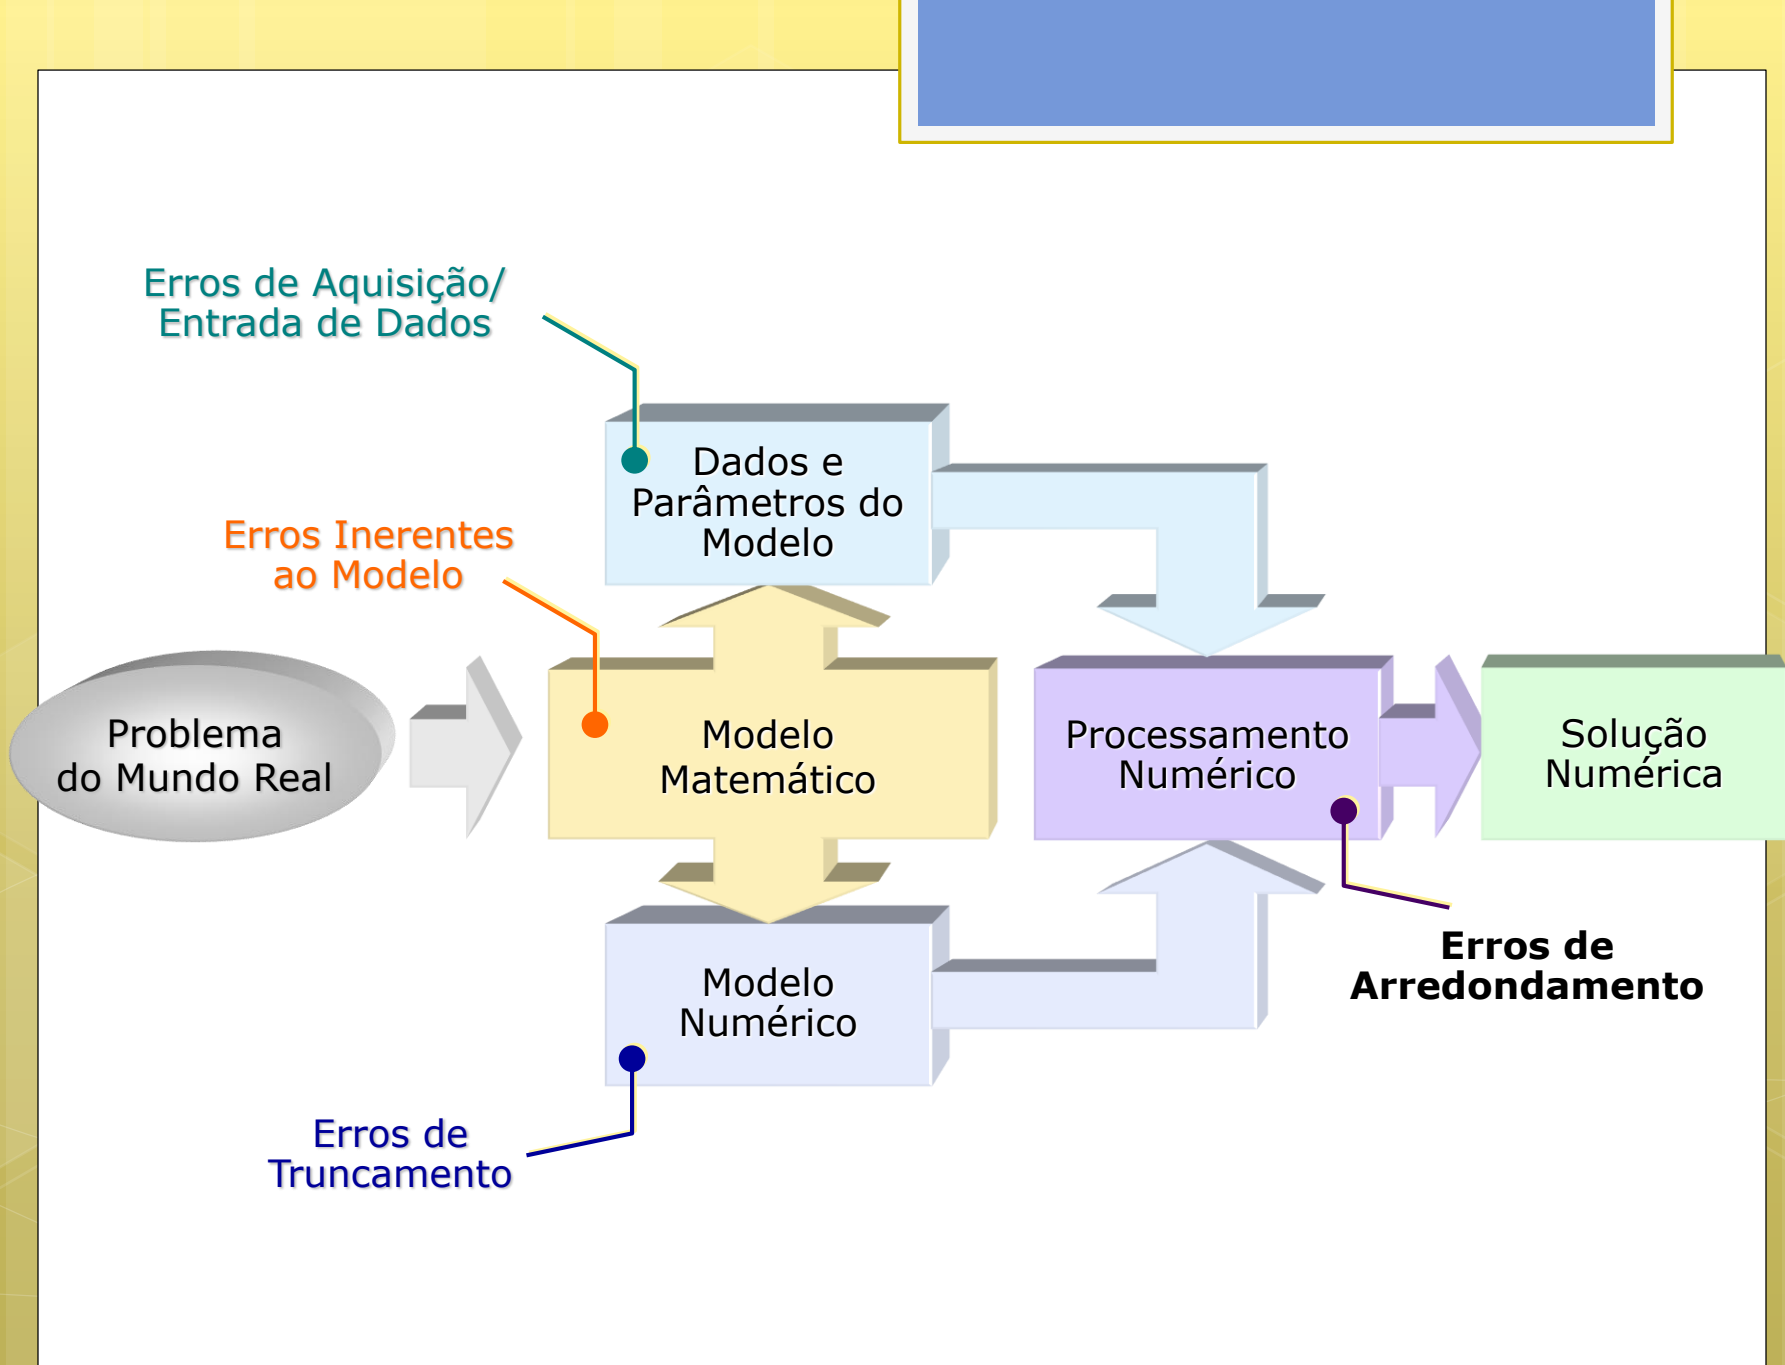 Erros de Aquisição/
Entrada de Dados
Dados e
Parâmetros do
Modelo
Erros Inerentes
ao Modelo
Problema
do Mundo Real
Modelo
Matemático
Processamento
Numérico
Solução
Numérica
Erros de
Arredondamento
Modelo
Numérico
Erros de
Truncamento